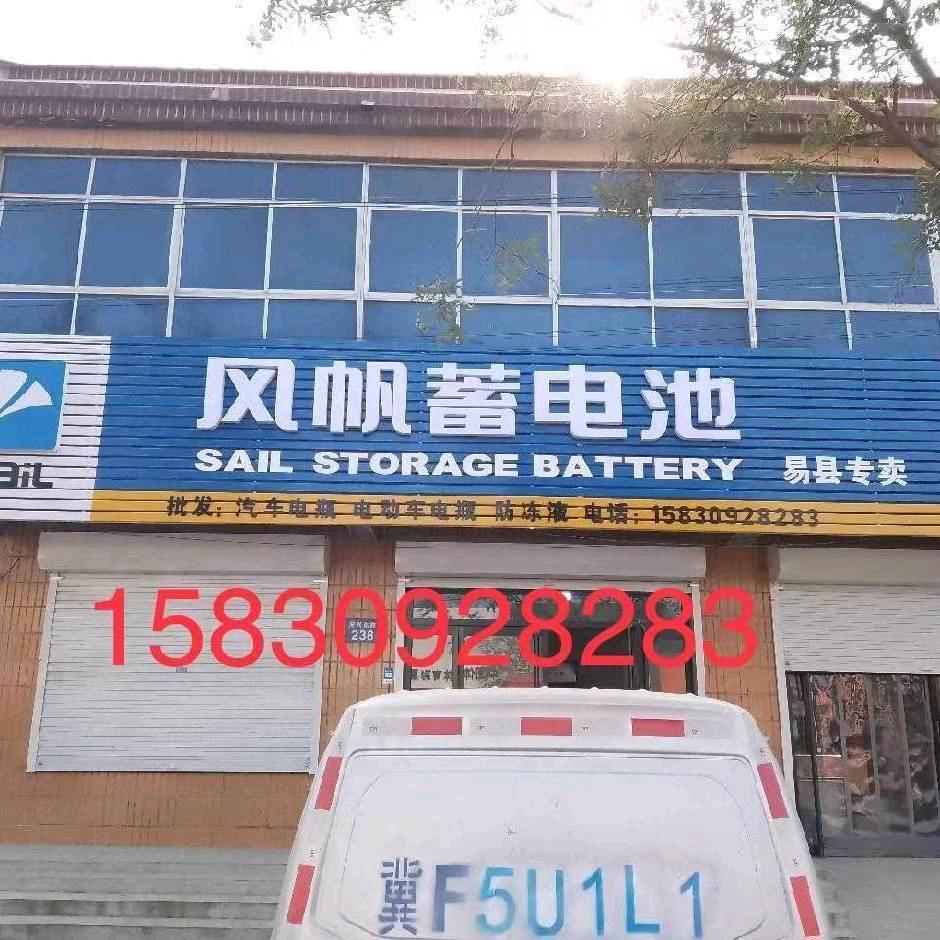 风帆蓄电池
SAIL STORAGE BATTERY 易县专卖
批发：汽车电瓶 电动车电瓶 防冻液 电话：15830928283
15830928283
238
冀F5U1L1